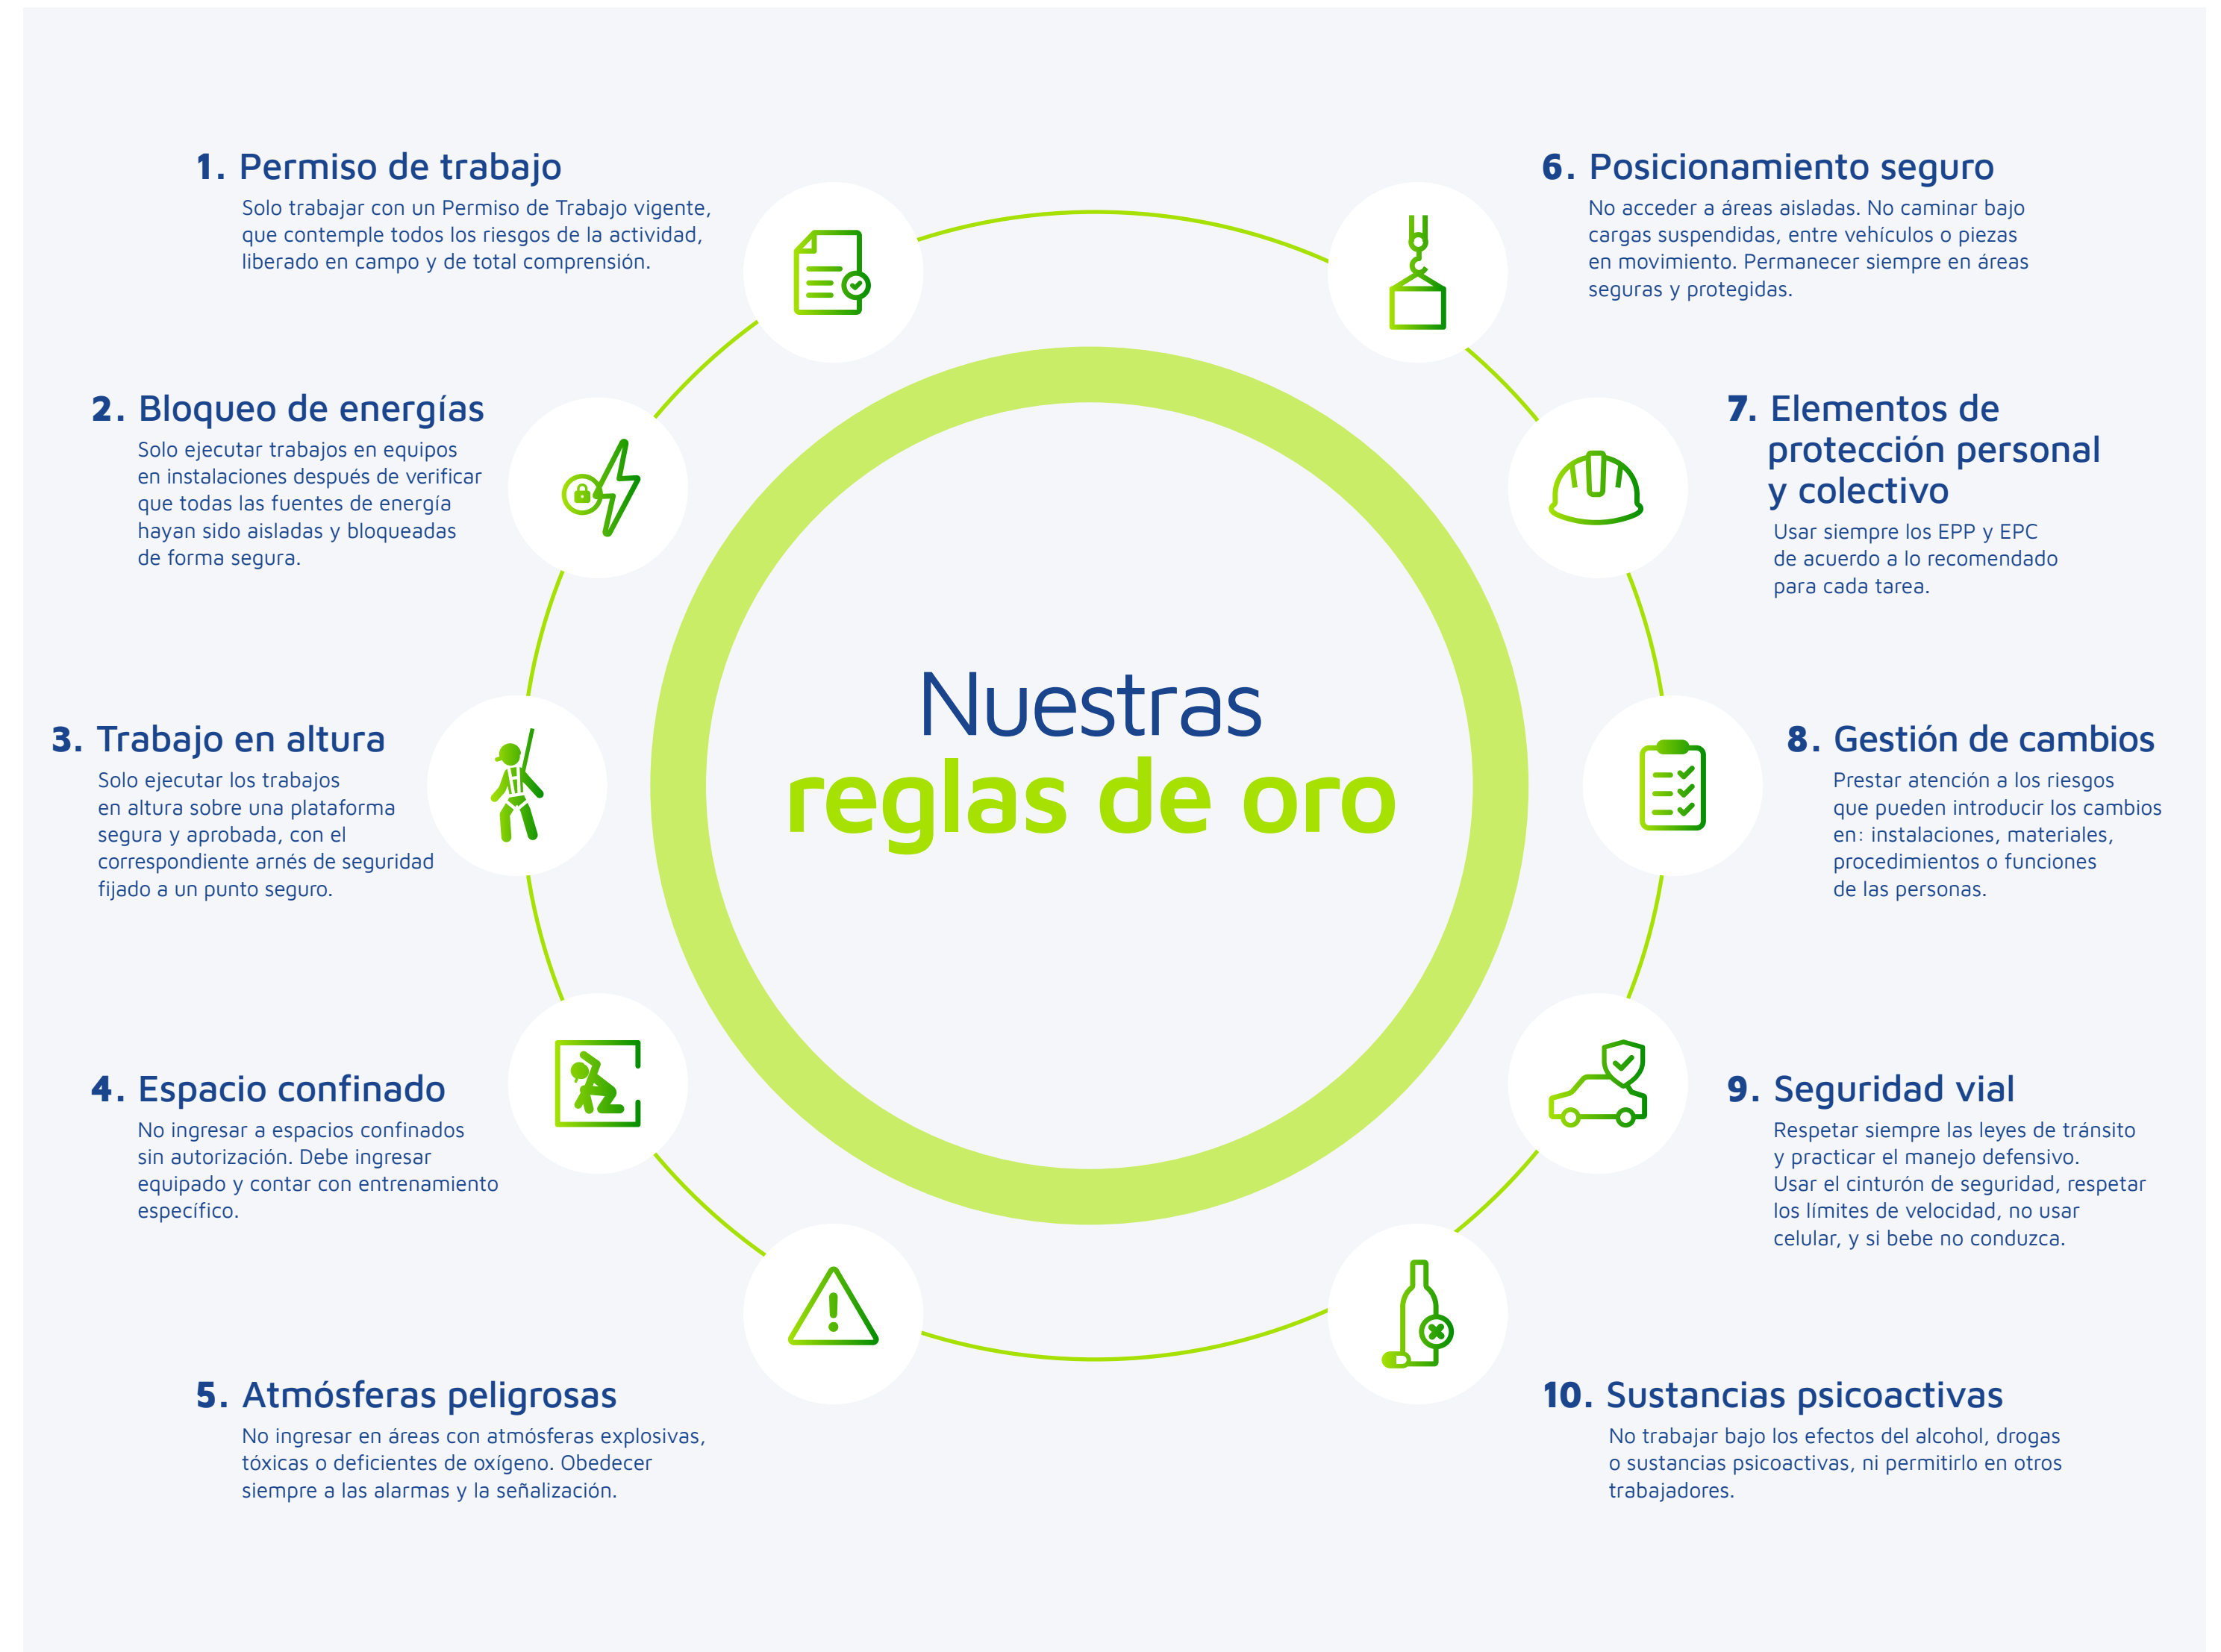 Nuestras
reglas de oro
1. Permiso de trabajo
Solo trabajar con un Permiso de Trabajo vigente,
que contemple todos los riesgos de la actividad,
liberado en campo y de total comprensión.
2. Bloqueo de energías
Solo ejecutar trabajos en equipos
en instalaciones después de verificar
que todas las fuentes de energía
hayan sido aisladas y bloqueadas
de forma segura.
3. Trabajo en altura
Solo ejecutar los trabajos
en altura sobre una plataforma
segura y aprobada, con el
correspondiente arnés de seguridad
fijado a un punto seguro.
4. Espacio confinado
No ingresar a espacios confinados
sin autorización. Debe ingresar
equipado y contar con entrenamiento
específico.
5. Atmósferas peligrosas
No ingresar en áreas con atmósferas explosivas,
tóxicas o deficientes de oxígeno. Obedecer
siempre a las alarmas y la señalización.
6. Posicionamiento seguro
No acceder a áreas aisladas. No caminar bajo
cargas suspendidas, entre vehículos o piezas
en movimiento. Permanecer siempre en áreas
seguras y protegidas.
7. Elementos de
protección personal
y colectivo
Usar siempre los EPP y EPC
de acuerdo a lo recomendado
para cada tarea.
8. Gestión de cambios
Prestar atención a los riesgos
que pueden introducir los cambios
en: instalaciones, materiales,
procedimientos o funciones
de las personas.
9. Seguridad vial
Respetar siempre las leyes de tránsito
y practicar el manejo defensivo.
Usar el cinturón de seguridad, respetar
los límites de velocidad, no usar
celular, y si bebe no conduzca.
10. Sustancias psicoactivas
No trabajar bajo los efectos del alcohol, drogas
o sustancias psicoactivas, ni permitirlo en otros
trabajadores.